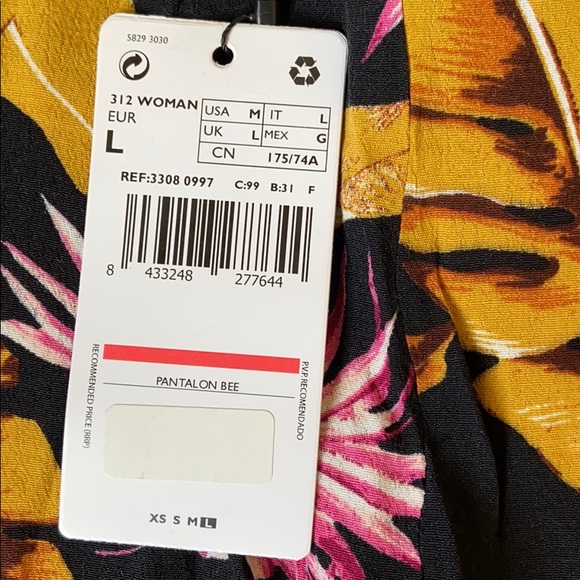 5829 3030
312 WOMAN
EUR
L
USA M IT L
UK L MEX G
CN 175/74A
REF:3308 0997 C:99 B:31 F
8 433248 277644
RECOMMENDED PRICE (RRP)
P.V.P. RECOMENDADO
PANTALON BEE
XS S M L